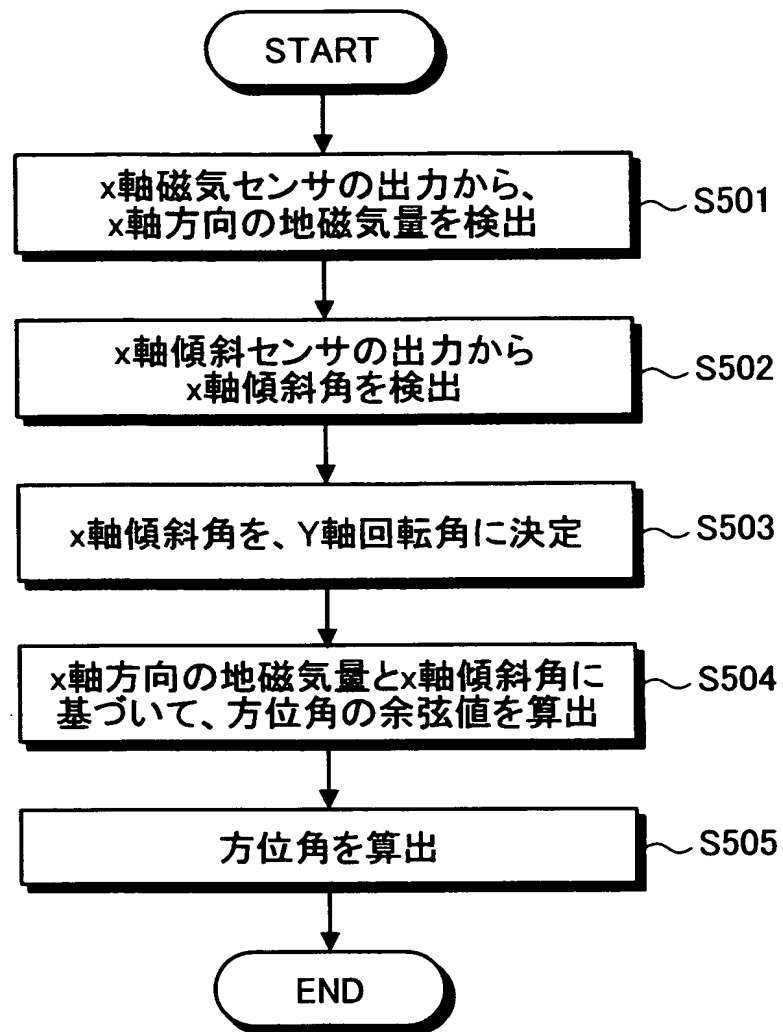 START
x軸磁気センサの出力から、
x軸方向の地磁気量を検出
S501
x軸傾斜センサの出力から
x軸傾斜角を検出
S502
x軸傾斜角を、Y軸回転角に決定
S503
x軸方向の地磁気量とx軸傾斜角に
基づいて、方位角の余弦値を算出
S504
方位角を算出
S505
END